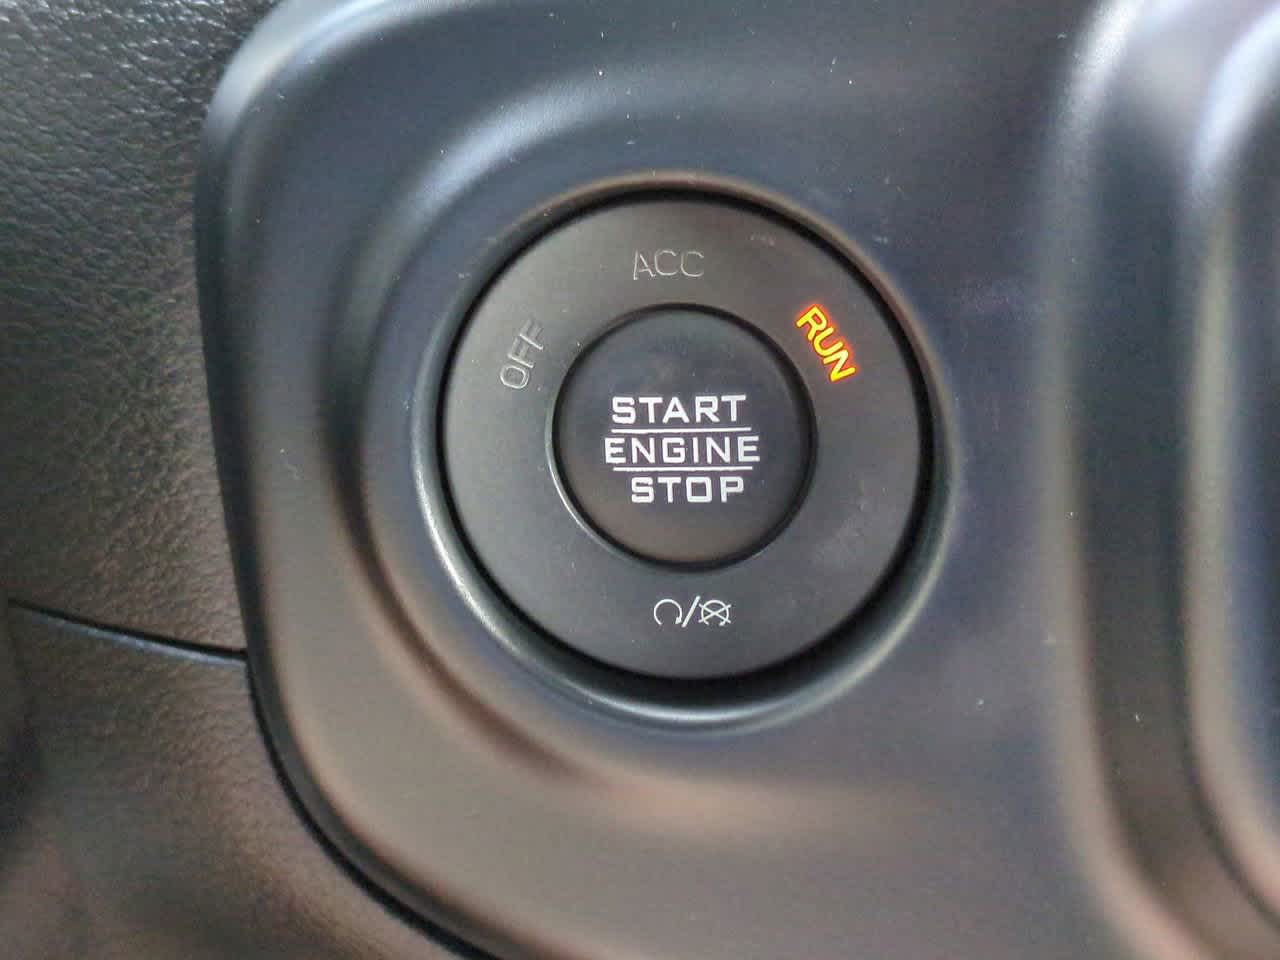 ACC
OFF
RUN
START
ENGINE
STOP
/